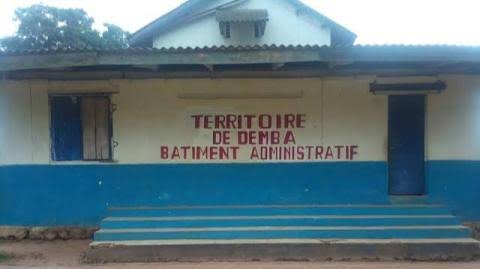 TERRITOIRE
DE DEMBA
BATIMENT ADMINISTRATIF